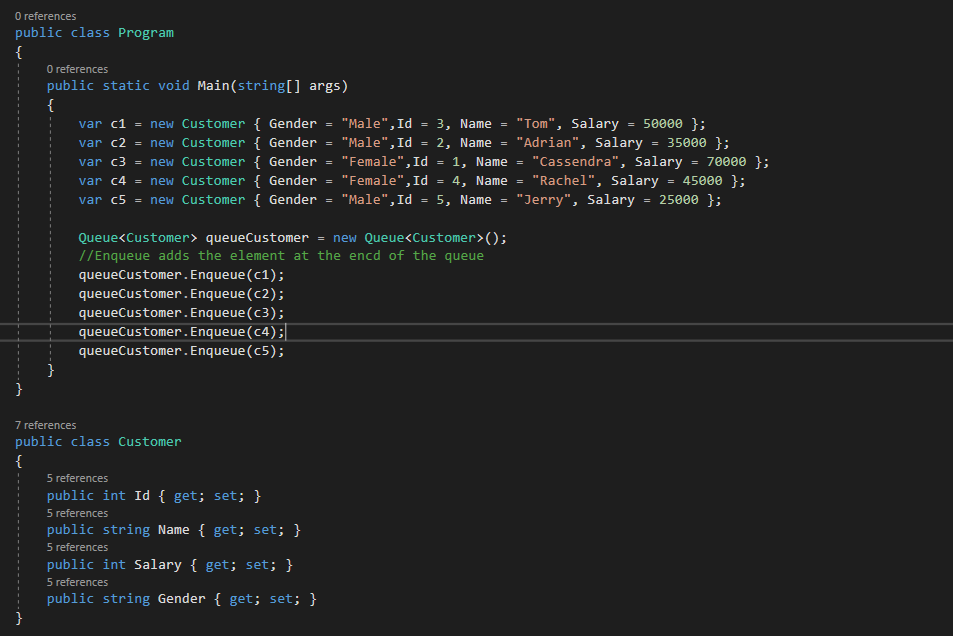 0 references
public class Program
{
0 references
public static void Main(string[] args)
{
var c1 = new Customer { Gender = "Male",Id = 3, Name = "Tom", Salary = 50000 };
var c2 = new Customer { Gender = "Male",Id = 2, Name = "Adrian", Salary = 35000 };
var c3 = new Customer { Gender = "Female",Id = 1, Name = "Cassendra", Salary = 70000 };
var c4 = new Customer { Gender = "Female",Id = 4, Name = "Rachel", Salary = 45000 };
var c5 = new Customer { Gender = "Male",Id = 5, Name = "Jerry", Salary = 25000 };
Queue<Customer> queueCustomer = new Queue<Customer>();
//Enqueue adds the element at the encd of the queue
queueCustomer.Enqueue(c1);
queueCustomer.Enqueue(c2);
queueCustomer.Enqueue(c3);
queueCustomer.Enqueue(c4);
queueCustomer.Enqueue(c5);
}
}
7 references
public class Customer
{
5 references
public int Id { get; set; }
5 references
public string Name { get; set; }
5 references
public int Salary { get; set; }
5 references
public string Gender { get; set; }
}